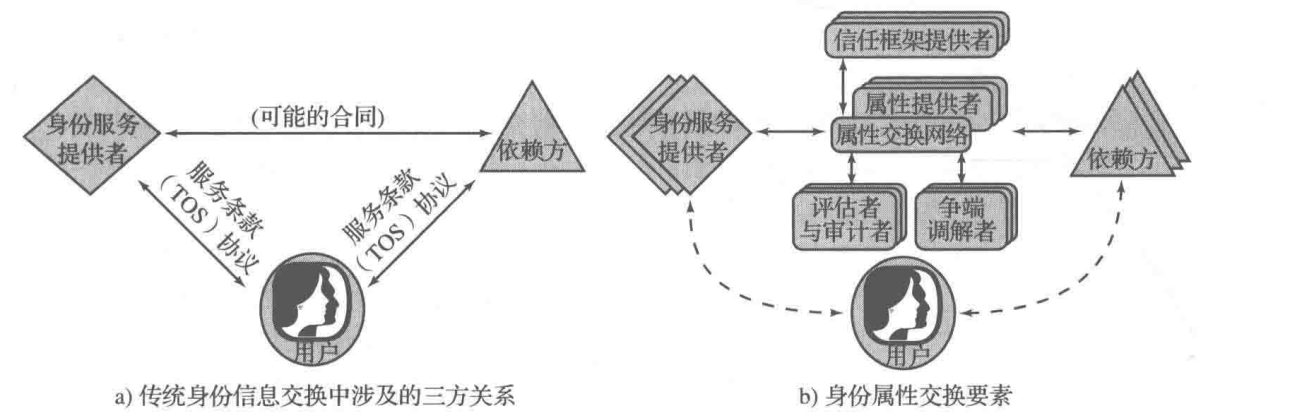 身份服务
提供者
(可能的合同)
依赖方
服务条款
(TOS)协议
服务条款
(TOS)协议
用户
a) 传统身份信息交换中涉及的三方关系
信任框架提供者
属性提供者
属性交换网络
身份服务
提供者
依赖方
评估者
与审计者
争端
调解者
用户
b) 身份属性交换要素